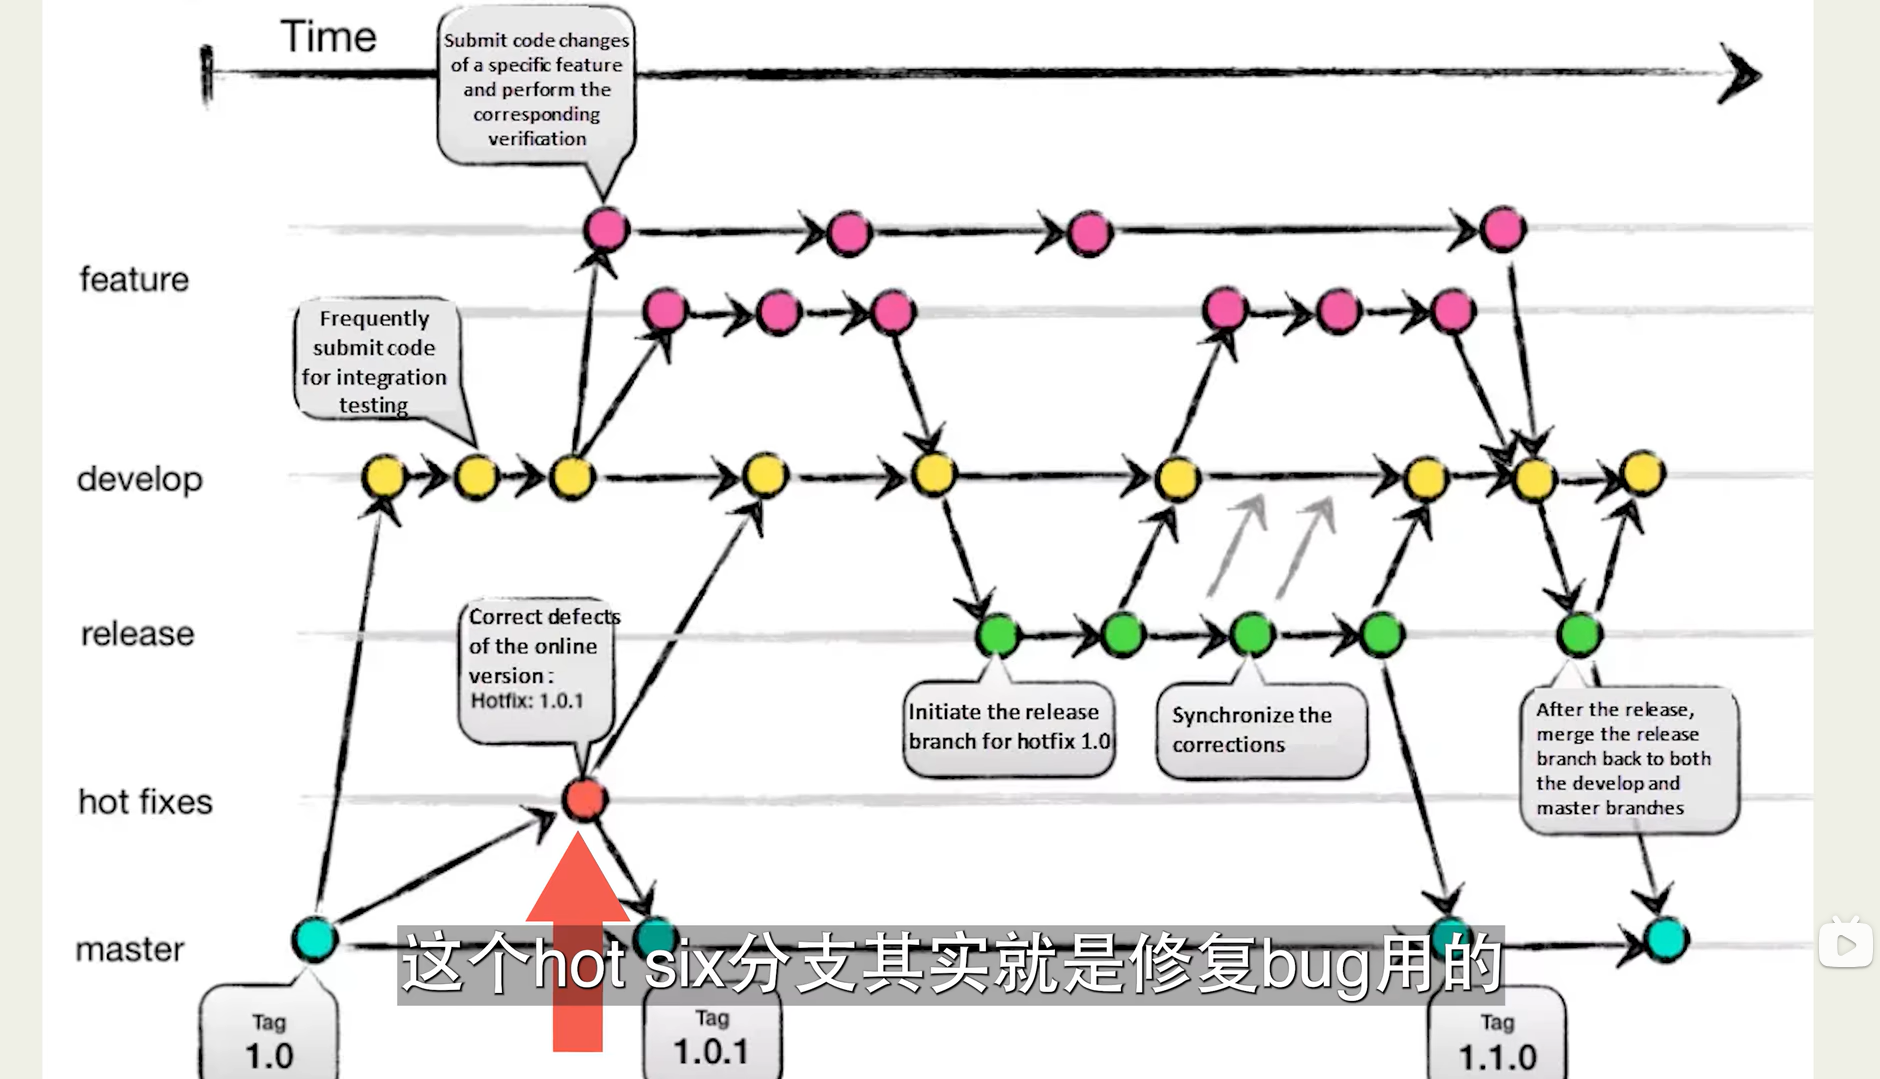 Time
Submit code changes
of a specific feature
and perform the
corresponding
verification
feature
Frequently
submit code
for integration
testing
develop
release
Correct defects
of the online
version:
Hotfix: 1.0.1
Initiate the release
branch for hotfix 1.0
Synchronize the
corrections
After the release,
merge the release
branch back to both
the develop and
master branches
hot fixes
master
这个hot six分支其实就是修复bug用的
Tag
1.0
Tag
1.0.1
Tag
1.1.0